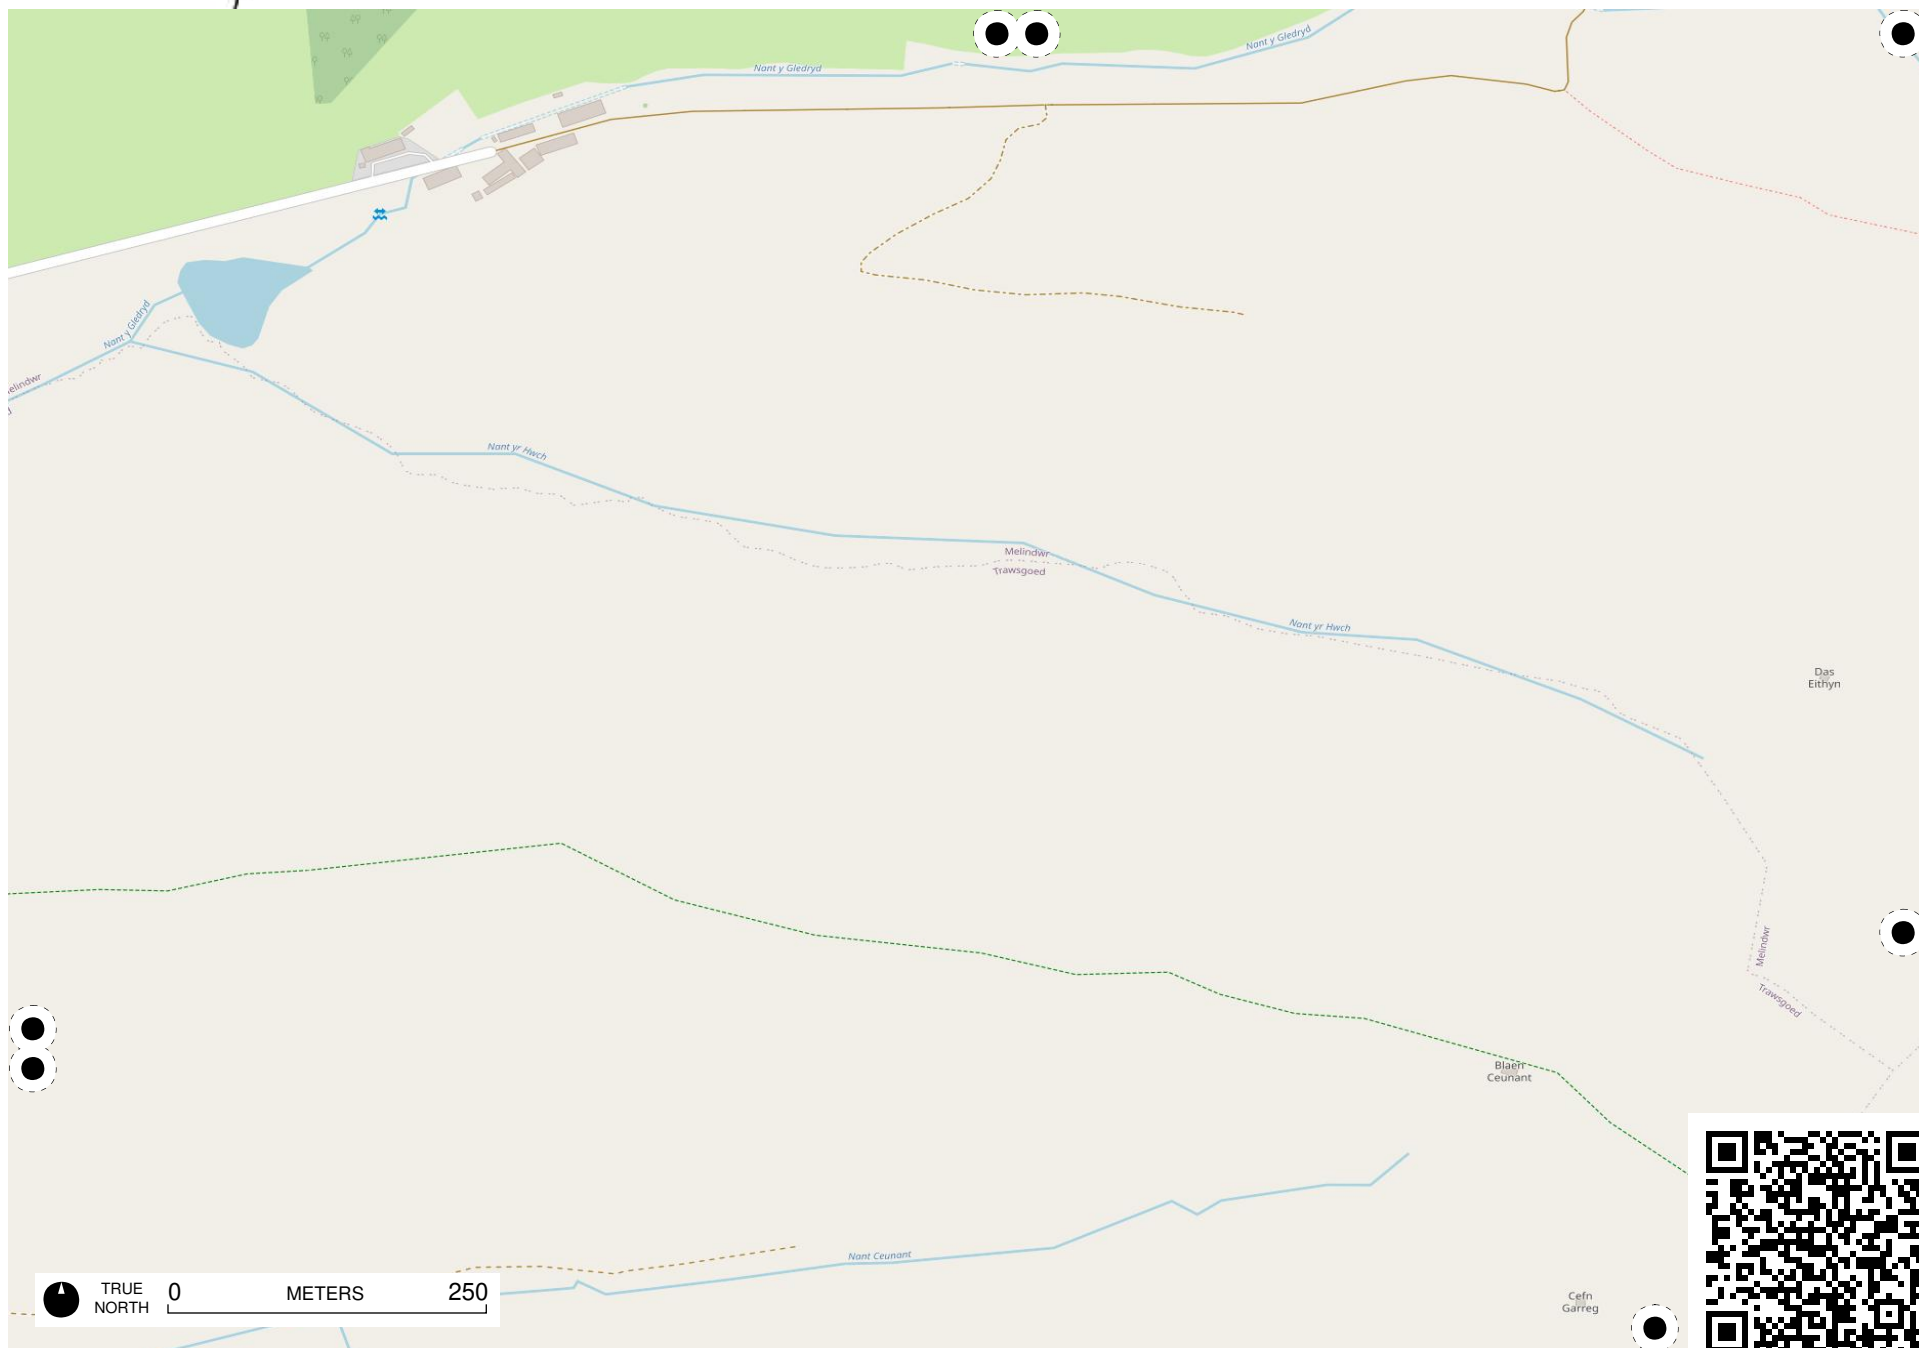 Nant y Gledryd
Nant y Gledryd
Nant y Gledryd
Nant yr Hwch
Melindwr
Trawsgoed
Nant yr Hwch
Das
Eithyn
Melindwr
Trawsgoed
Blaen
Ceunant
Nant Ceunant
Cefn
Garreg
TRUE
NORTH
0 METERS 250